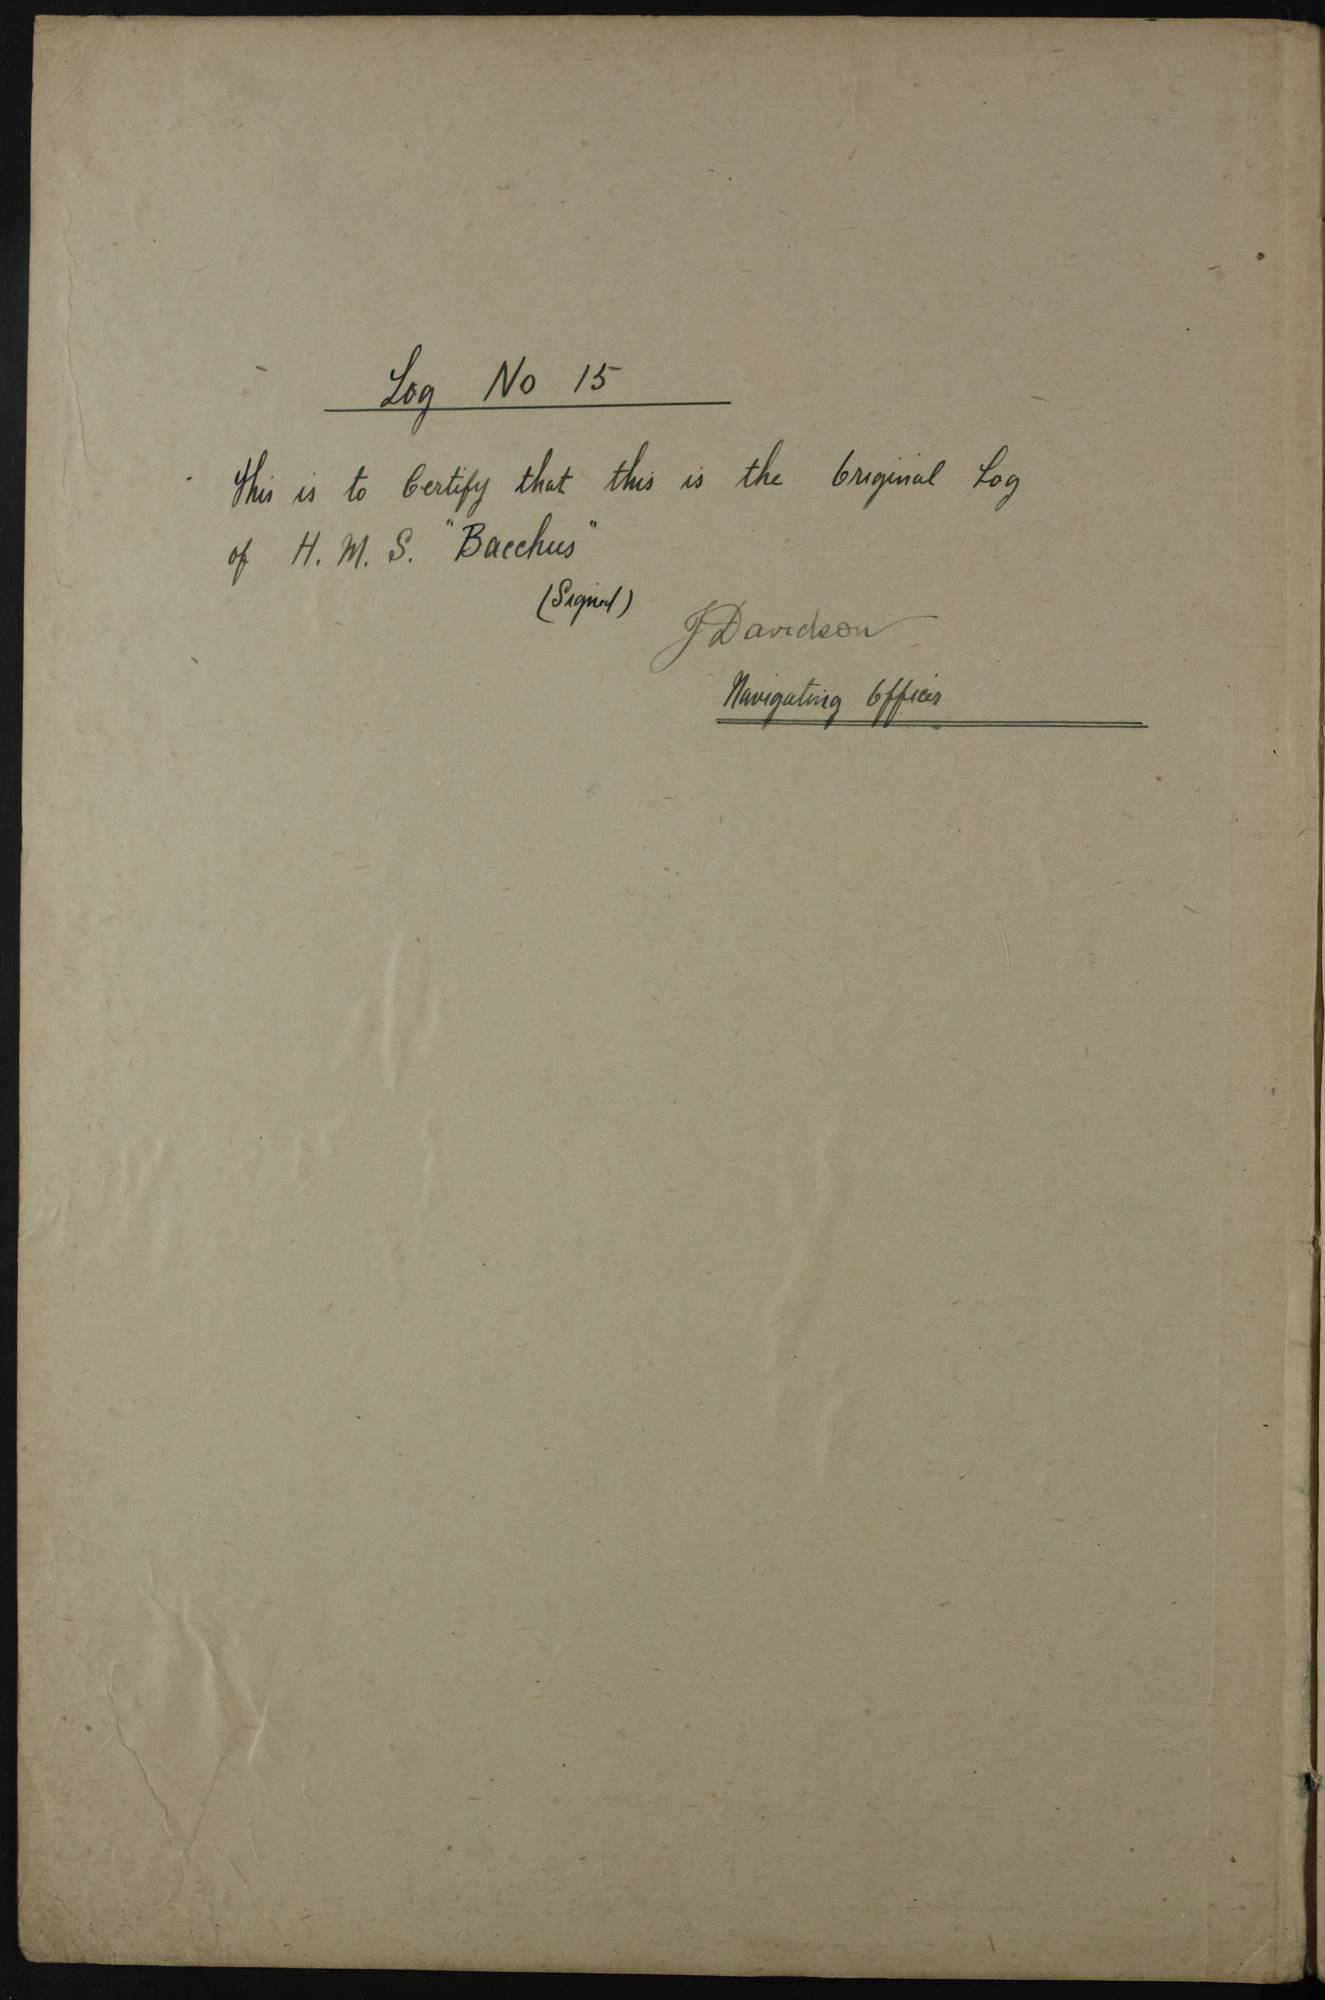 Log No 15
This is to Certify that this is the Original Log
of H. M. S. "Bacchus"
(Signed)
J Davidson
Navigating Officer